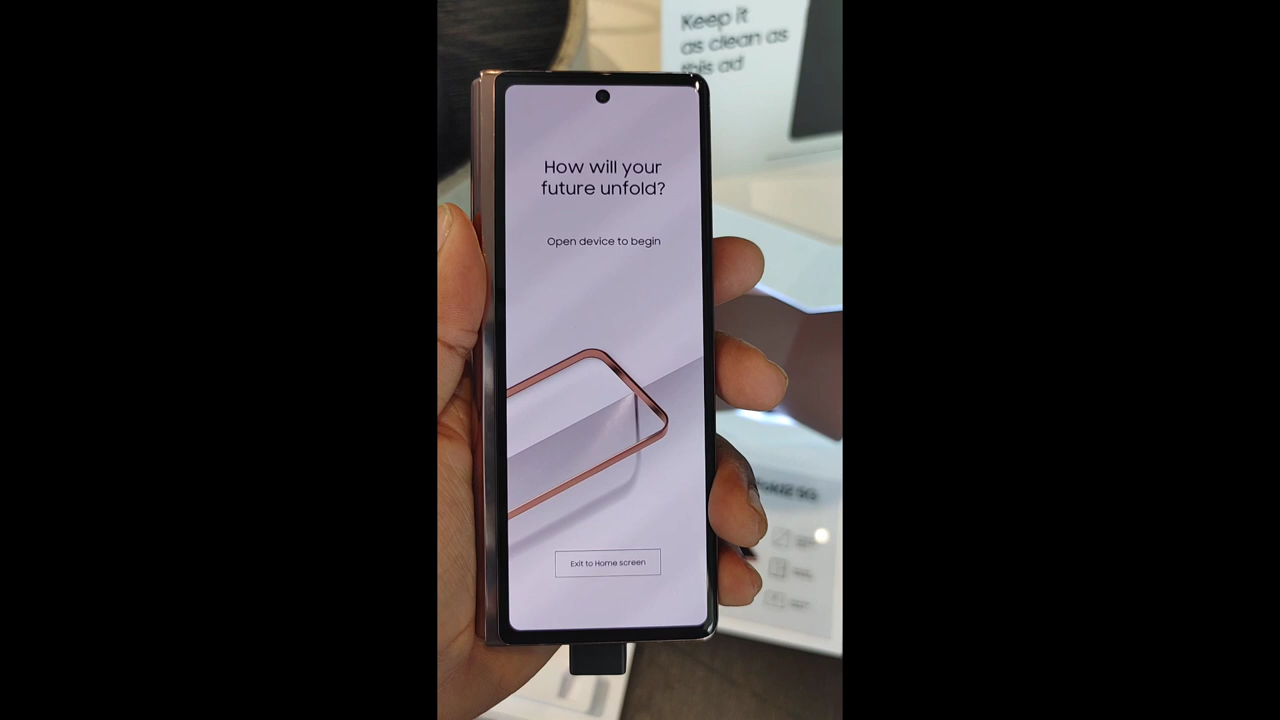 Keep it
as clean as
this ad
How will your
future unfold?
Open device to begin
Exit to Home screen